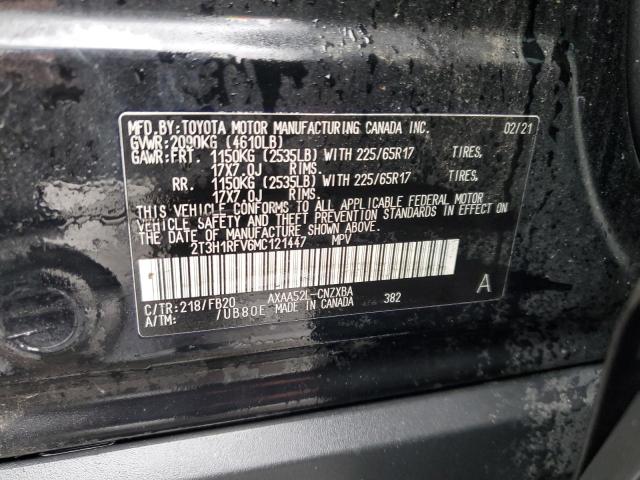 MFD.BY:TOYOTA MOTOR MANUFACTURING CANADA INC. 02/21
GVWR:2090KG (4610LB)
GAWR:FRT. 1150KG (2535LB) WITH 225/65R17 TIRES,
17X7.0J RIMS.
RR. 1150KG (2535LB) WITH 225/65R17 TIRES,
17X7.0J RIMS.
THIS VEHICLE CONFORMS TO ALL APPLICABLE FEDERAL MOTOR
VEHICLE SAFETY AND THEFT PREVENTION STANDARDS IN EFFECT
ON THE DATE OF MANUFACTURE SHOWN ABOVE.
2T3H1RFV6MC121447 MPV
C/TR:218/FB20 AXAA52L-CNZXBA 382 A
A/TM: /UB80E MADE IN CANADA